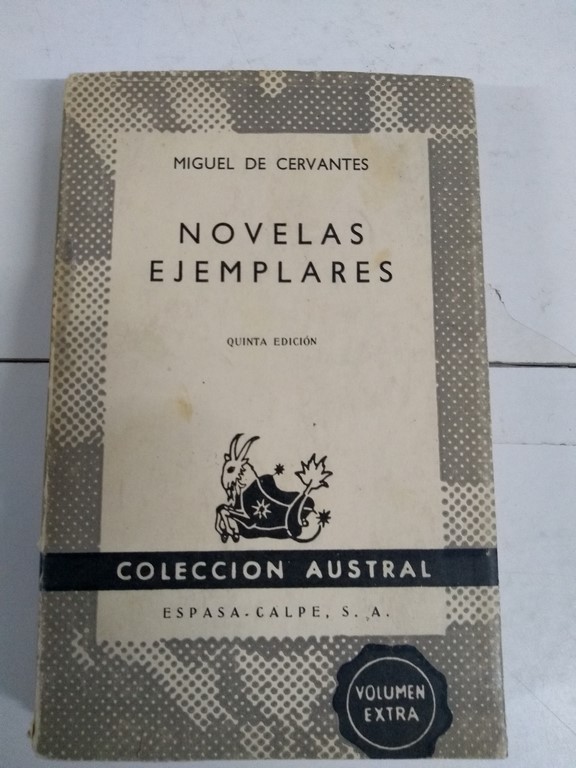 MIGUEL DE CERVANTES
NOVELAS
EJEMPLARES
QUINTA EDICIÓN
COLECCION AUSTRAL
ESPASA-CALPE, S. A.
VOLUMEN
EXTRA